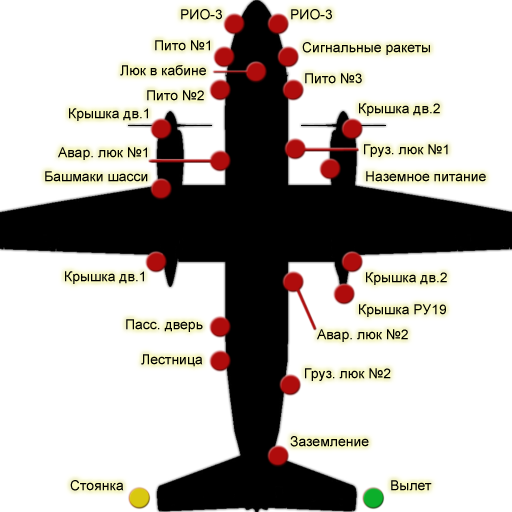 РИО-3
РИО-3
Пито №1
Сигнальные ракеты
Люк в кабине
Пито №3
Пито №2
Крышка дв.1
Крышка дв.2
Авар. люк №1
Груз. люк №1
Башмаки шасси
Наземное питание
Крышка дв.1
Крышка дв.2
Крышка РУ19
Пасс. дверь
Авар. люк №2
Лестница
Груз. люк №2
Заземление
Стоянка
Вылет